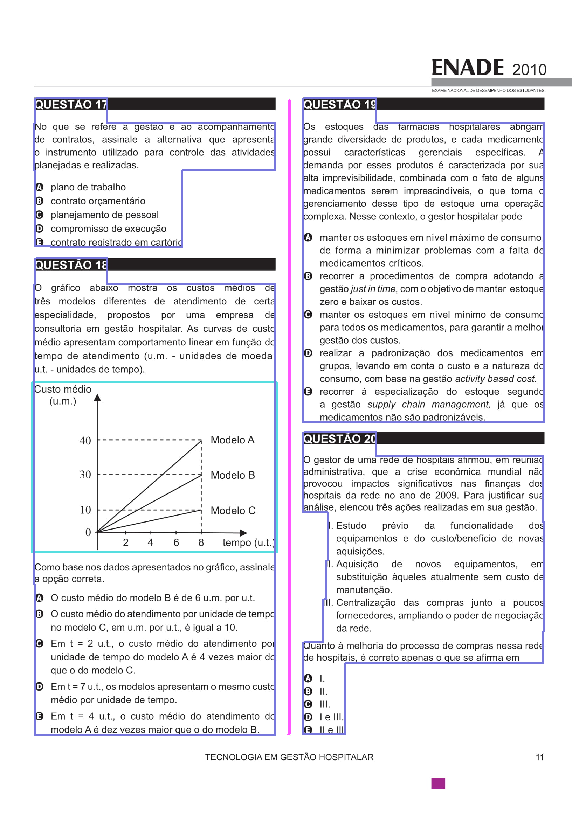 ENADE 2010
EXAME NACIONAL DE DESEMPENHO DOS ESTUDANTES
QUESTÃO 17
No que se refere à gestão e ao acompanhamento
de contratos, assinale a alternativa que apresenta
o instrumento utilizado para controle das atividades
planejadas e realizadas.
A plano de trabalho
B contrato orçamentário
C planejamento de pessoal
D compromisso de execução
E contrato registrado em cartório
QUESTÃO 18
O gráfico abaixo mostra os custos médios de
três modelos diferentes de atendimento de certa
especialidade, propostos por uma empresa de
consultoria em gestão hospitalar. As curvas de custo
médio apresentam comportamento linear em função do
tempo de atendimento (u.m. - unidades de moeda;
u.t. - unidades de tempo).
Custo médio
(u.m.)
40 Modelo A
30 Modelo B
10 Modelo C
0
2 4 6 8 tempo (u.t.)
Como base nos dados apresentados no gráfico, assinale
a opção correta.
A O custo médio do modelo B é de 6 u.m. por u.t.
B O custo médio do atendimento por unidade de tempo
no modelo C, em u.m. por u.t., é igual a 10.
C Em t = 2 u.t., o custo médio do atendimento por
unidade de tempo do modelo A é 4 vezes maior do
que o do modelo C.
D Em t = 7 u.t., os modelos apresentam o mesmo custo
médio por unidade de tempo.
E Em t = 4 u.t., o custo médio do atendimento do
modelo A é dez vezes maior que o do modelo B.
QUESTÃO 19
Os estoques das farmácias hospitalares abrigam
grande diversidade de produtos, e cada medicamento
possui características gerenciais específicas. A
demanda por esses produtos é caracterizada por sua
alta imprevisibilidade, combinada com o fato de alguns
medicamentos serem imprescindíveis, o que torna o
gerenciamento desse tipo de estoque uma operação
complexa. Nesse contexto, o gestor hospitalar pode
A manter os estoques em nível máximo de consumo,
de forma a minimizar problemas com a falta de
medicamentos críticos.
B recorrer a procedimentos de compra adotando a
gestão just in time, com o objetivo de manter estoque
zero e baixar os custos.
C manter os estoques em nível mínimo de consumo
para todos os medicamentos, para garantir a melhor
gestão dos custos.
D realizar a padronização dos medicamentos em
grupos, levando em conta o custo e a natureza do
consumo, com base na gestão activity based cost.
E recorrer à especialização do estoque segundo
a gestão supply chain management, já que os
medicamentos não são padronizáveis.
QUESTÃO 20
O gestor de uma rede de hospitais afirmou, em reunião
administrativa, que a crise econômica mundial não
provocou impactos significativos nas finanças dos
hospitais da rede no ano de 2009. Para justificar sua
análise, elencou três ações realizadas em sua gestão.
I. Estudo prévio da funcionalidade dos
equipamentos e do custo/benefício de novas
aquisições.
II. Aquisição de novos equipamentos, em
substituição àqueles atualmente sem custo de
manutenção.
III. Centralização das compras junto a poucos
fornecedores, ampliando o poder de negociação
da rede.
Quanto à melhoria do processo de compras nessa rede
de hospitais, é correto apenas o que se afirma em
A I.
B II.
C III.
D I e III.
E II e III.
TECNOLOGIA EM GESTÃO HOSPITALAR 11